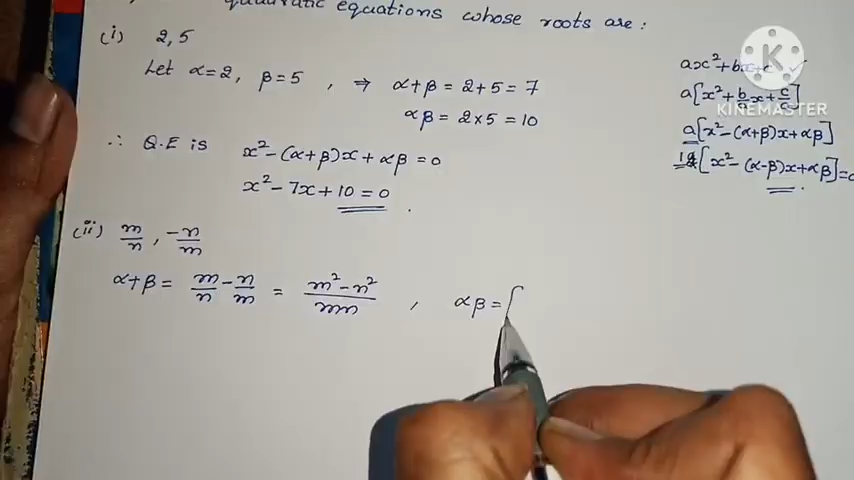 quadratic equations whose roots are :
(i) 2, 5
Let α=2, β=5 , ⇒ α+β = 2+5 = 7
αβ = 2×5 = 10
∴ Q.E is x²-(α+β)x + αβ = 0
x²-7x+10 = 0 .
(ii) m/n , -n/m
α+β = m/n - n/m = m²-n²/mn , αβ =
ax²+bx+c ✓
a[x²+b/a x+c/a]
a[x²-(α+β)x+αβ]
[x²-(α-β)x+αβ]=0
KINEMASTER